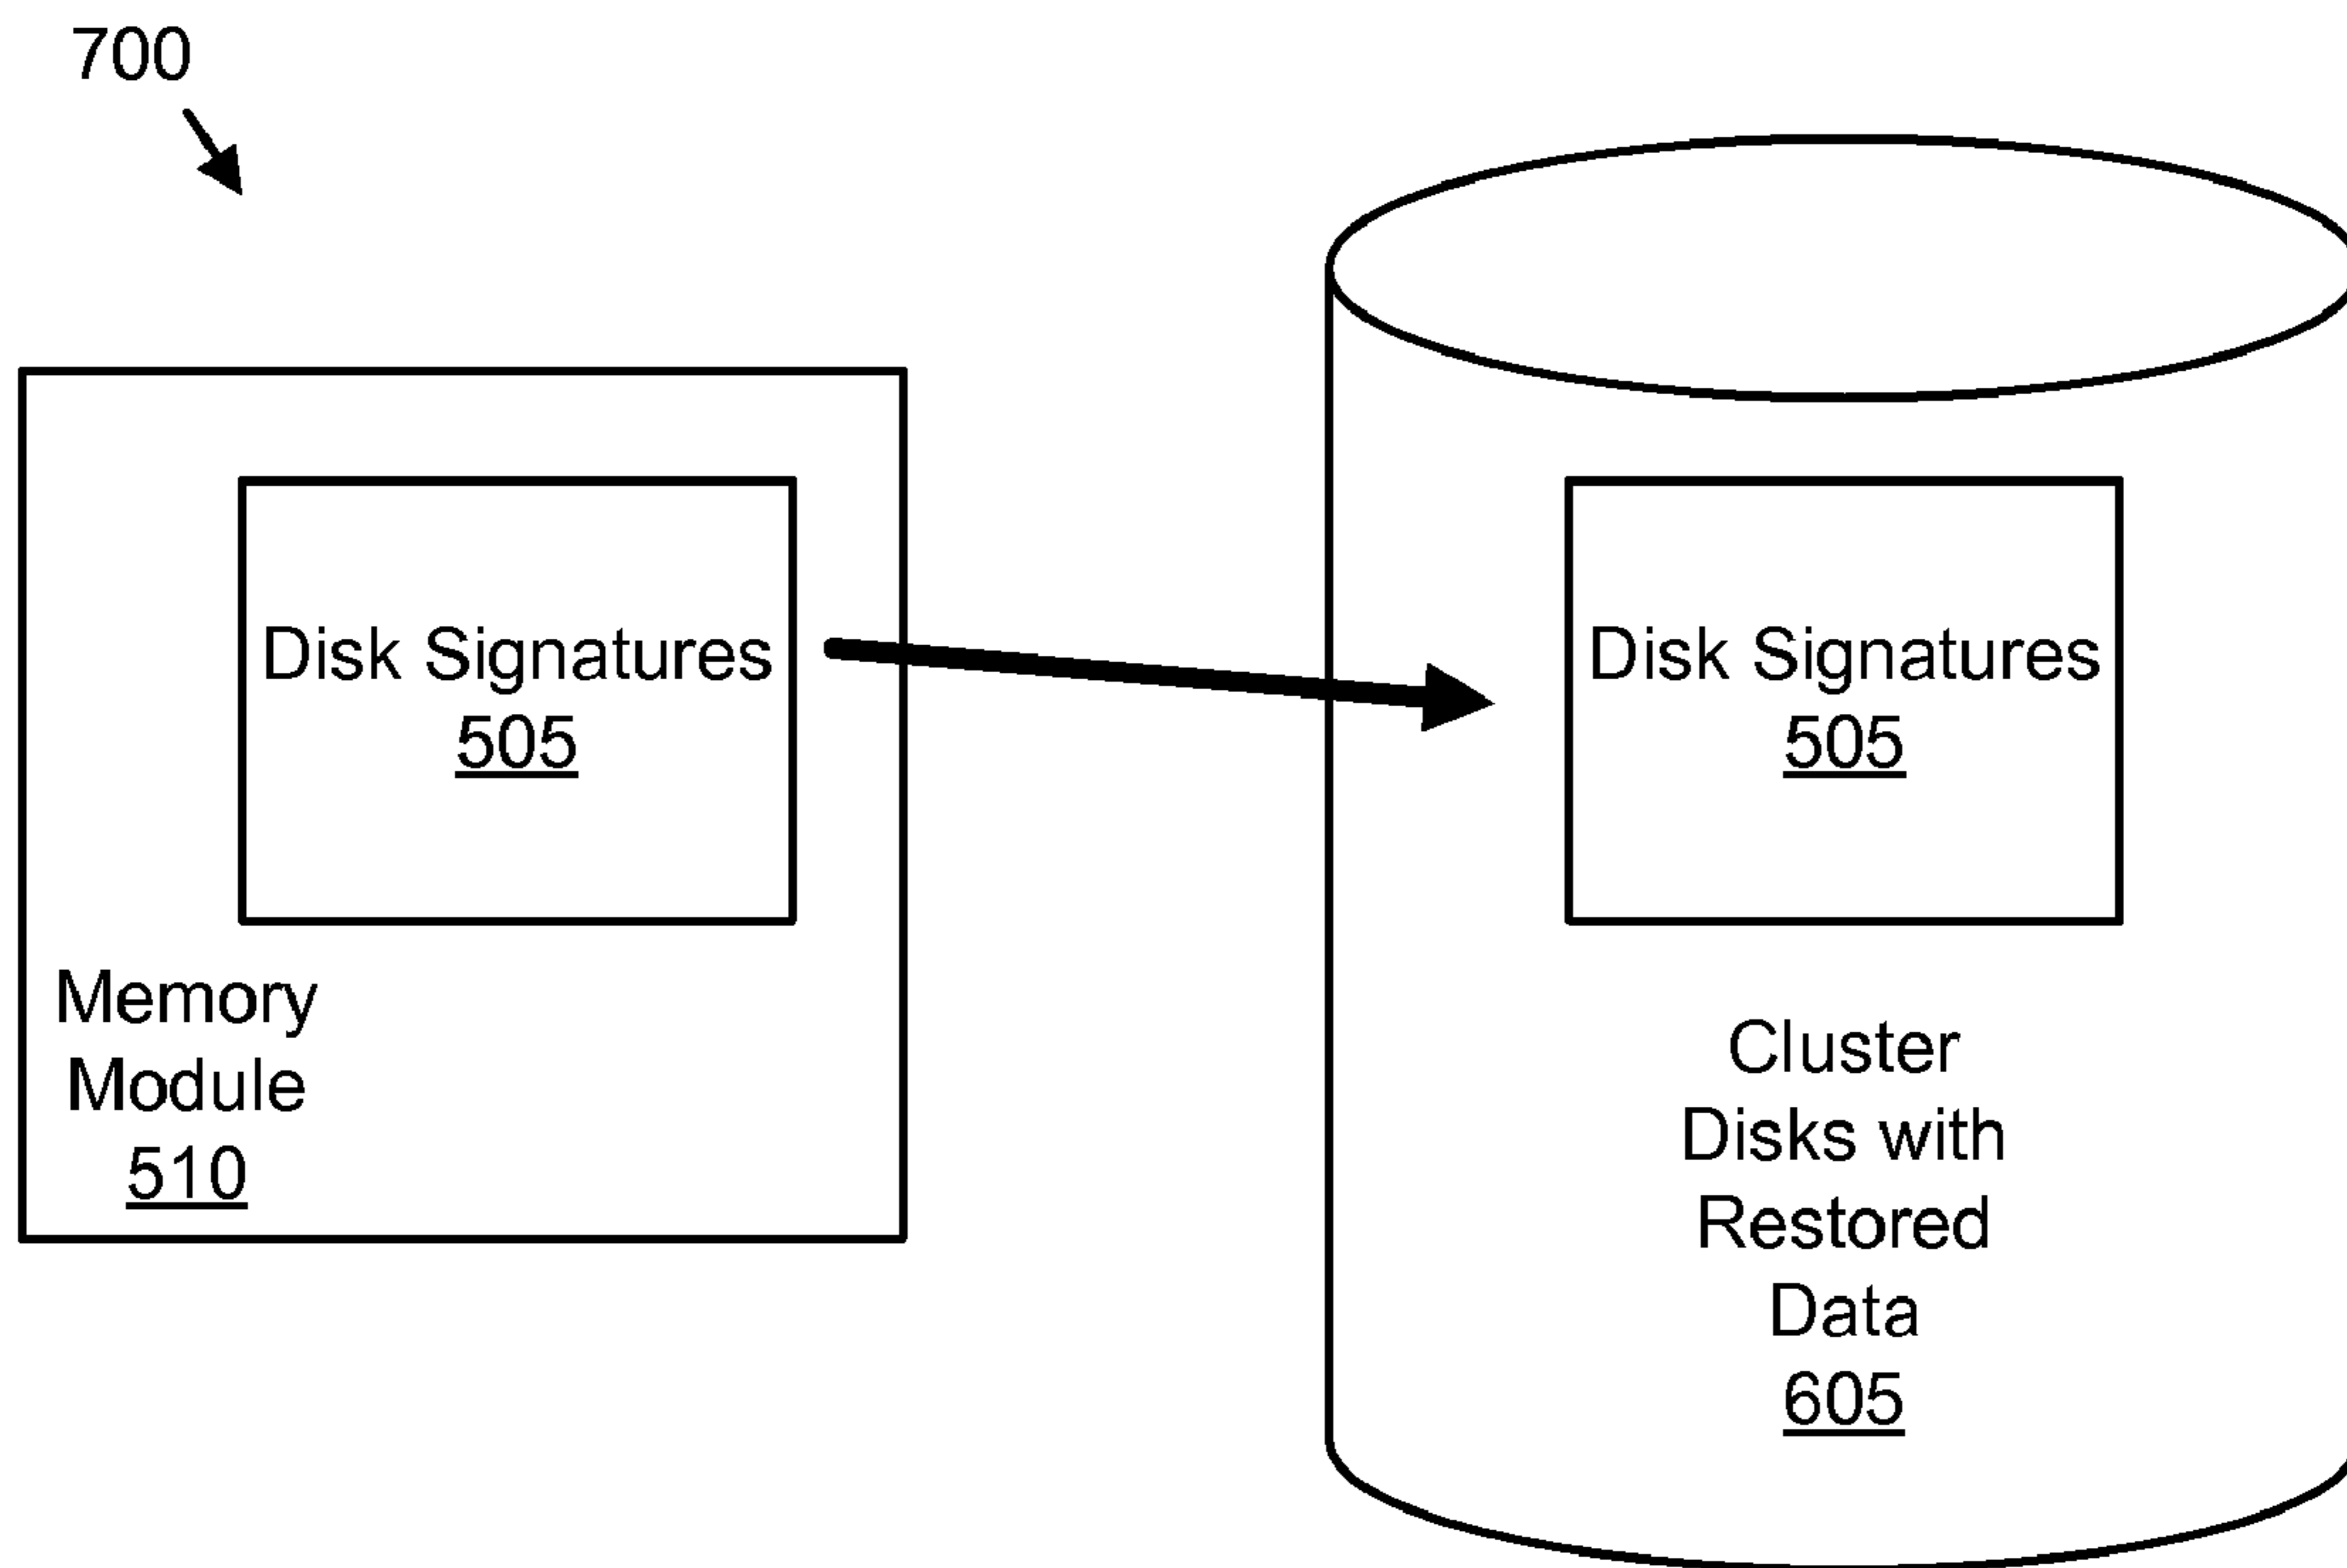 700
Disk Signatures
505
Memory
Module
510
Disk Signatures
505
Cluster
Disks with
Restored
Data
605